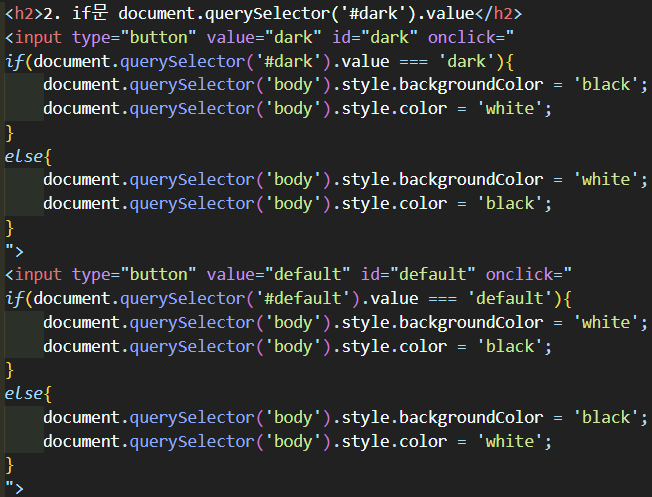 <h2>2. if문 document.querySelector('#dark').value</h2>
<input type="button" value="dark" id="dark" onclick="
if(document.querySelector('#dark').value === 'dark'){
    document.querySelector('body').style.backgroundColor = 'black';
    document.querySelector('body').style.color = 'white';
}
else{
    document.querySelector('body').style.backgroundColor = 'white';
    document.querySelector('body').style.color = 'black';
}
">
<input type="button" value="default" id="default" onclick="
if(document.querySelector('#default').value === 'default'){
    document.querySelector('body').style.backgroundColor = 'white';
    document.querySelector('body').style.color = 'black';
}
else{
    document.querySelector('body').style.backgroundColor = 'black';
    document.querySelector('body').style.color = 'white';
}
">